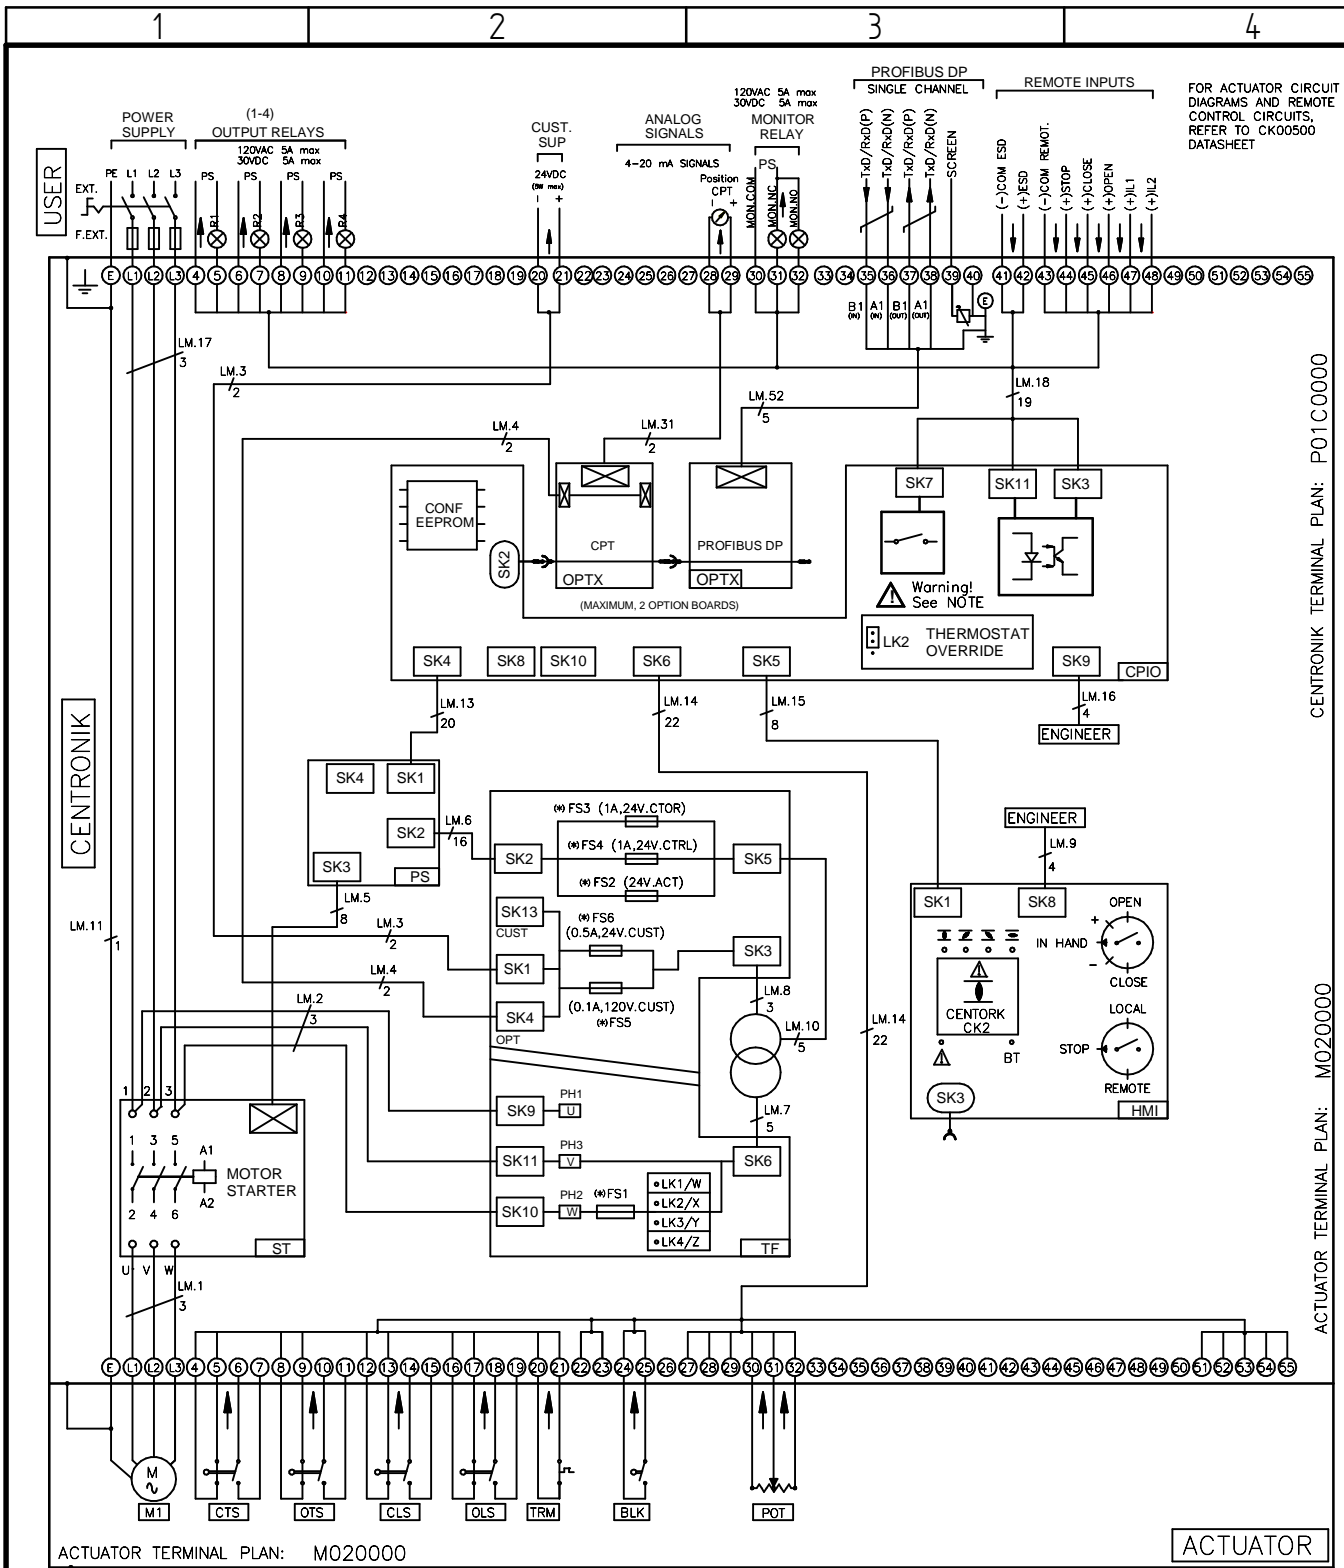 1 2 3 4
POWER SUPPLY
(1-4)
OUTPUT RELAYS
120VAC 5A max
30VDC 5A max
CUST. SUP
24VDC
(5W max)
- +
ANALOG SIGNALS
4-20 mA SIGNALS
Position
CPT
- +
120VAC 5A max
30VDC 5A max
MONITOR RELAY
PROFIBUS DP
SINGLE CHANNEL
REMOTE INPUTS
FOR ACTUATOR CIRCUIT
DIAGRAMS AND REMOTE
CONTROL CIRCUITS,
REFER TO CK00500
DATASHEET
USER
EXT.
F.EXT.
PE L1 L2 L3
PS PS PS PS
R1 R2 R3 R4
PS
MON.COM
MON.NC
MON.NO
TxD/RxD(P)
TxD/RxD(N)
TxD/RxD(P)
TxD/RxD(N)
SCREEN
(-)COM ESD
(+)ESD
(-)COM REMOT.
(+)STOP
(+)CLOSE
(+)OPEN
(+)IL1
(+)IL2
E L1 L2 L3 4 5 6 7 8 9 10 11 12 13 14 15 16 17 18 19 20 21 22 23 24 25 26 27 28 29 30 31 32 33 34 35 36 37 38 39 40 41 42 43 44 45 46 47 48 49 50 51 52 53 54 55
B1 (IN) A1 (IN) B1 (OUT) A1 (OUT)
E
LM.17
3
LM.3
2
LM.4
2
LM.31
2
LM.52
5
LM.18
19
CENTRONIK TERMINAL PLAN: P01C0000
CONF EEPROM
SK2
CPT
OPTX
PROFIBUS DP
OPTX
(MAXIMUM, 2 OPTION BOARDS)
SK7 SK11 SK3
Warning!
See NOTE
LK2
THERMOSTAT OVERRIDE
SK4 SK8 SK10 SK6 SK5 SK9
CPIO
LM.13
20
LM.14
22
LM.15
8
LM.16
4
ENGINEER
CENTRONIK
SK4 SK1
SK2
SK3
PS
LM.6
16
LM.5
8
LM.11
1
LM.3
2
LM.4
2
LM.2
3
(*) FS3 (1A,24V.CTOR)
(*) FS4 (1A,24V.CTRL)
(*) FS2 (24V.ACT)
SK2 SK5
SK13
CUST
(*) FS6
(0.5A,24V.CUST)
SK1 SK3
SK4
OPT
(0.1A,120V.CUST)
(*) FS5
LM.8
3
LM.10
5
LM.7
5
LM.14
22
SK9
PH1
U
SK11
PH3
V
SK6
SK10
PH2
W
(*) FS1
LK1/W
LK2/X
LK3/Y
LK4/Z
TF
ENGINEER
LM.9
4
SK1 SK8
OPEN
+
IN HAND
-
CLOSE
CENTORK CK2
BT
LOCAL
STOP
REMOTE
SK3
HMI
ACTUATOR TERMINAL PLAN: M020000
1 2 3
1 3 5
A1
A2
MOTOR STARTER
2 4 6
ST
U V W
LM.1
3
E L1 L2 L3 4 5 6 7 8 9 10 11 12 13 14 15 16 17 18 19 20 21 22 23 24 25 26 27 28 29 30 31 32 33 34 35 36 37 38 39 40 41 42 43 44 45 46 47 48 49 50 51 52 53 54 55
M
M1 CTS OTS CLS OLS TRM BLK POT
ACTUATOR TERMINAL PLAN: M020000
ACTUATOR